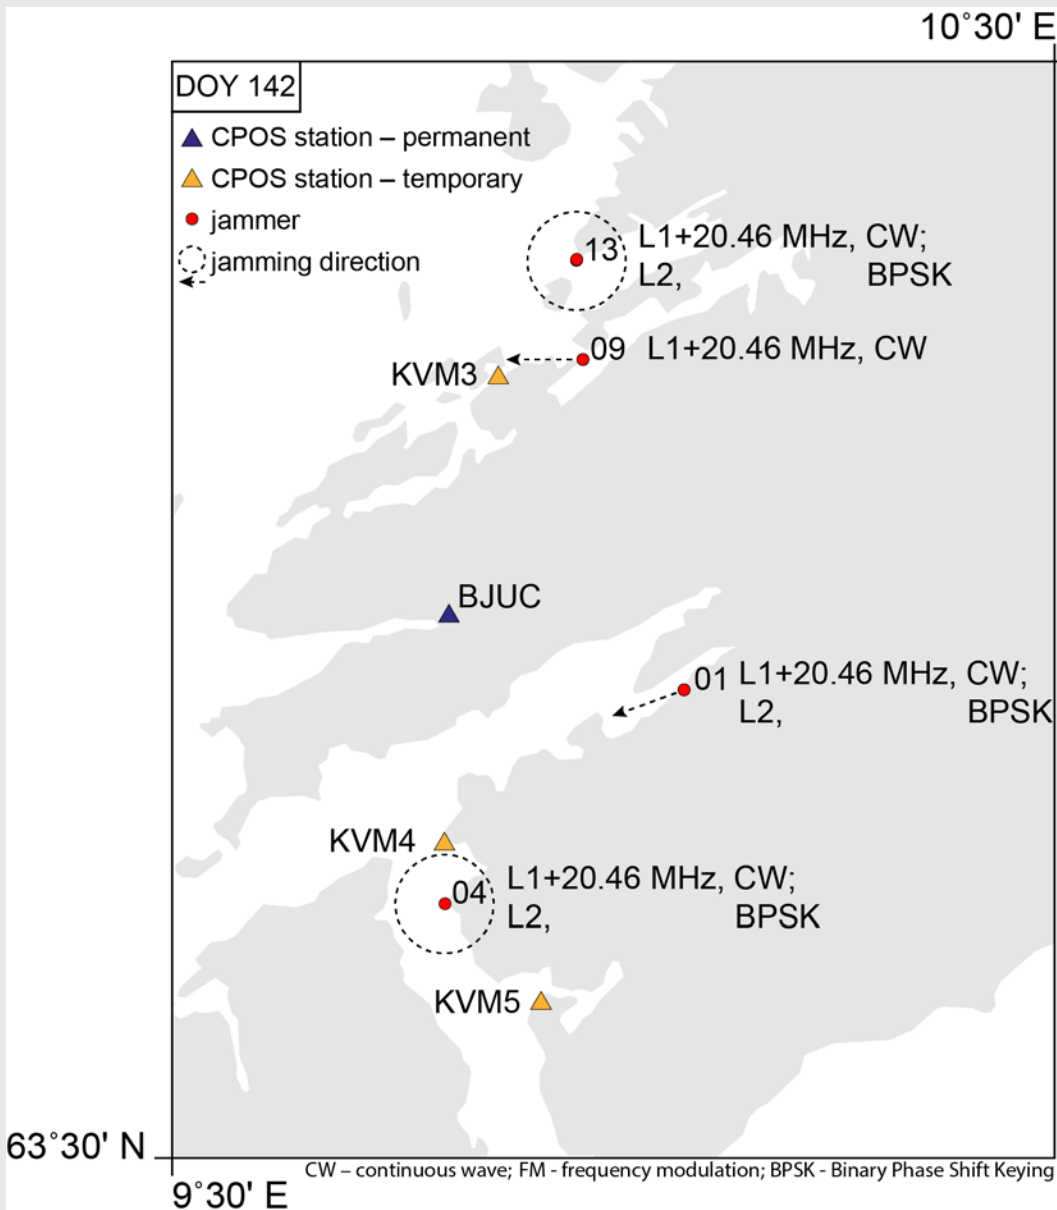 10˚30' E
DOY 142
CPOS station – permanent
CPOS station – temporary
jammer
jamming direction
13 L1+20.46 MHz, CW;
L2, BPSK
09 L1+20.46 MHz, CW
KVM3
BJUC
01 L1+20.46 MHz, CW;
L2, BPSK
KVM4
04 L1+20.46 MHz, CW;
L2, BPSK
KVM5
63˚30' N
CW – continuous wave; FM - frequency modulation; BPSK - Binary Phase Shift Keying
9˚30' E